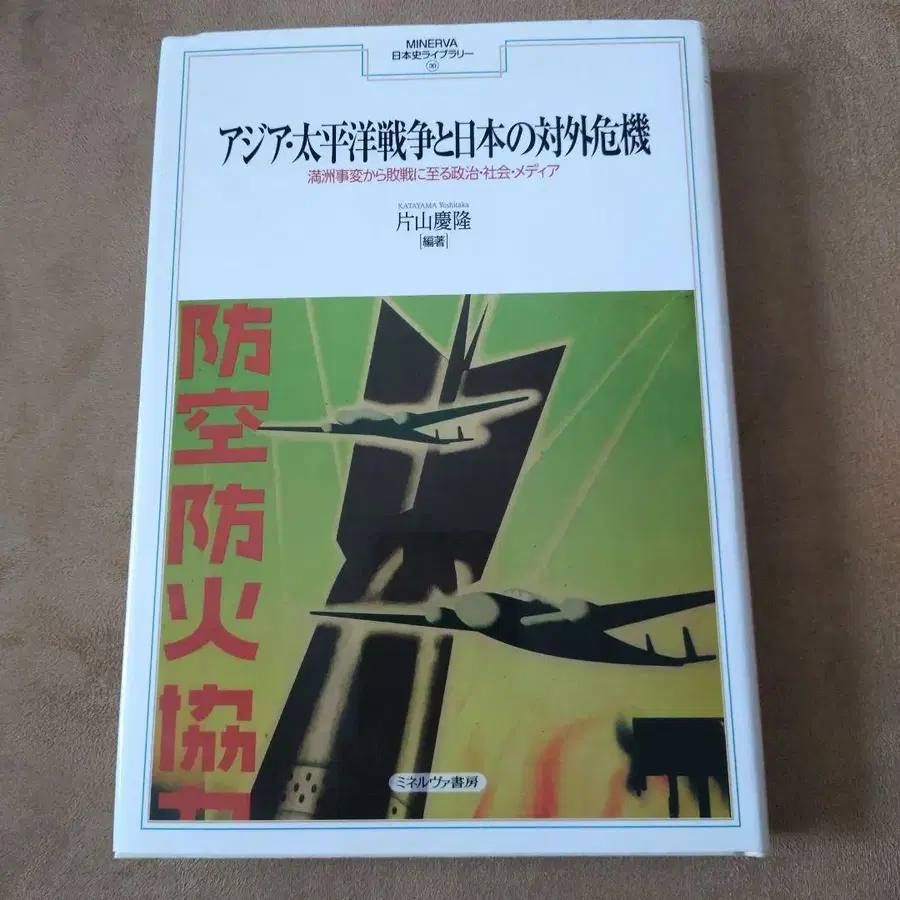 MINERVA
日本史ライブラリー
㉚
アジア・太平洋戦争と日本の対外危機
満洲事変から敗戦に至る政治・社会・メディア
KATAYAMA Yoshitaka
片山慶隆
[編著]
防空防火協力
ミネルヴァ書房